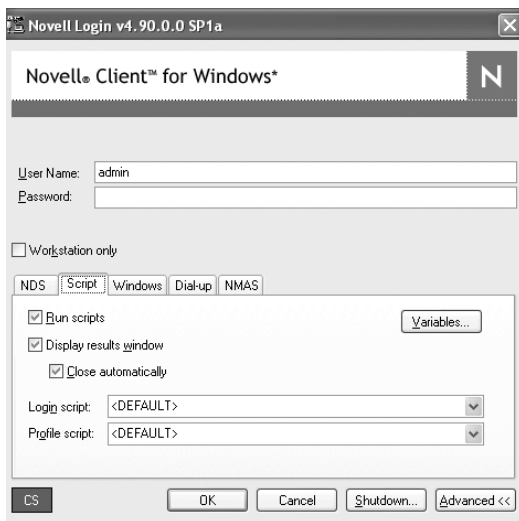 Novell Login v4.90.0.0 SP1a
Novell® Client™ for Windows*
N
User Name: admin
Password:
Workstation only
NDS Script Windows Dial-up NMAS
Run scripts Variables...
Display results window
Close automatically
Login script: <DEFAULT>
Profile script: <DEFAULT>
CS OK Cancel Shutdown... Advanced <<